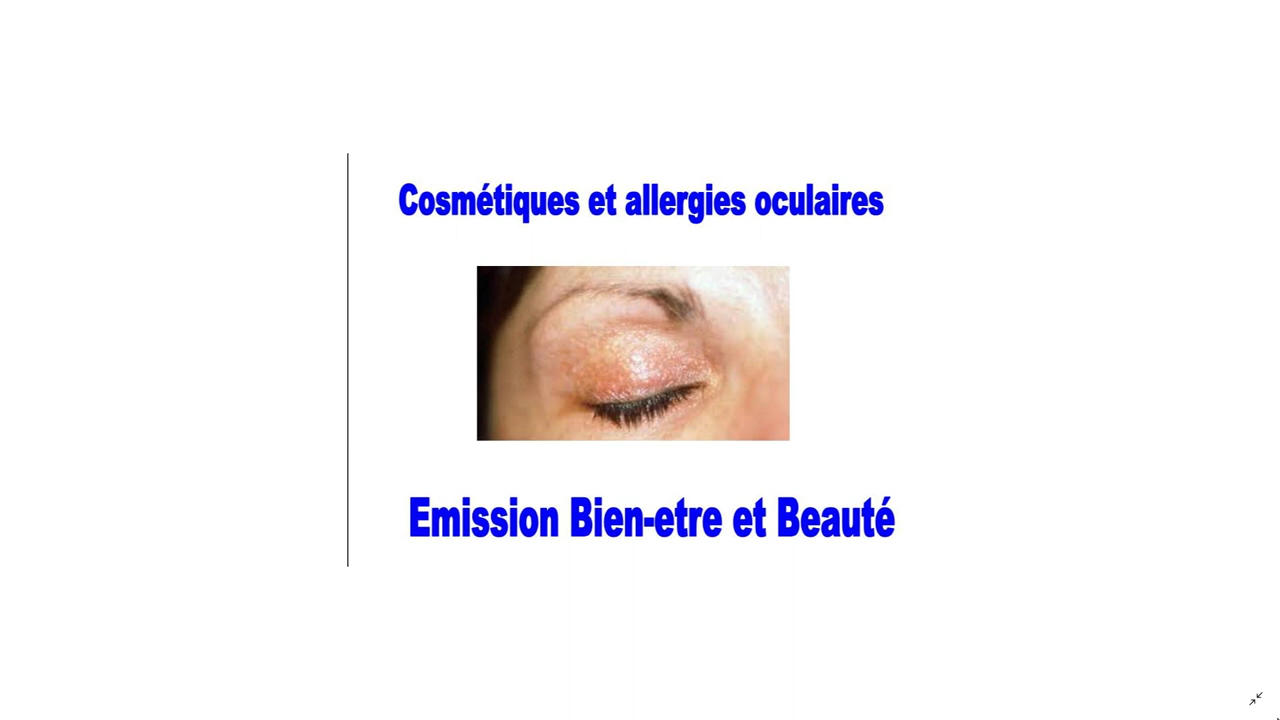 Cosmétiques et allergies oculaires
Emission Bien-etre et Beauté